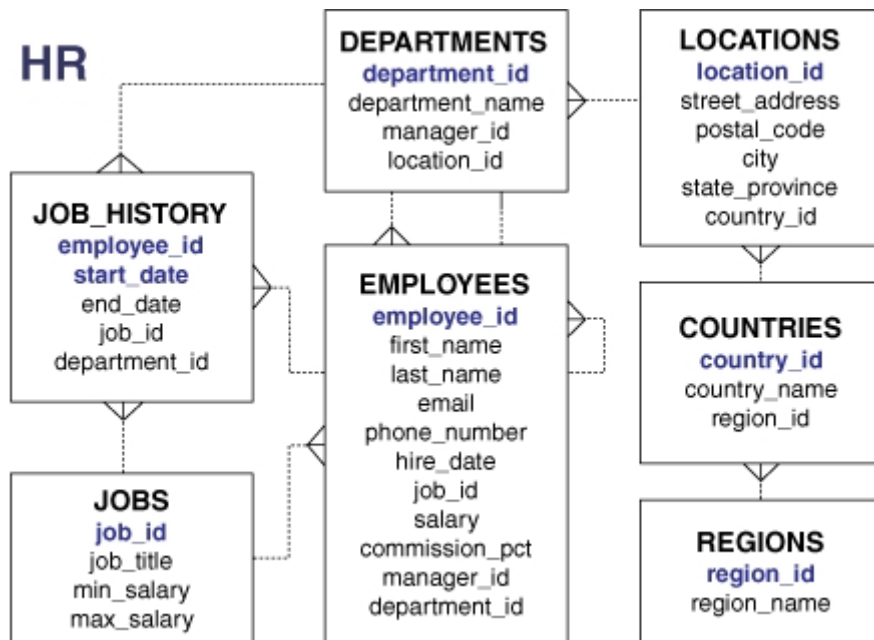 HR
DEPARTMENTS
department_id
department_name
manager_id
location_id
LOCATIONS
location_id
street_address
postal_code
city
state_province
country_id
JOB_HISTORY
employee_id
start_date
end_date
job_id
department_id
EMPLOYEES
employee_id
first_name
last_name
email
phone_number
hire_date
job_id
salary
commission_pct
manager_id
department_id
COUNTRIES
country_id
country_name
region_id
JOBS
job_id
job_title
min_salary
max_salary
REGIONS
region_id
region_name